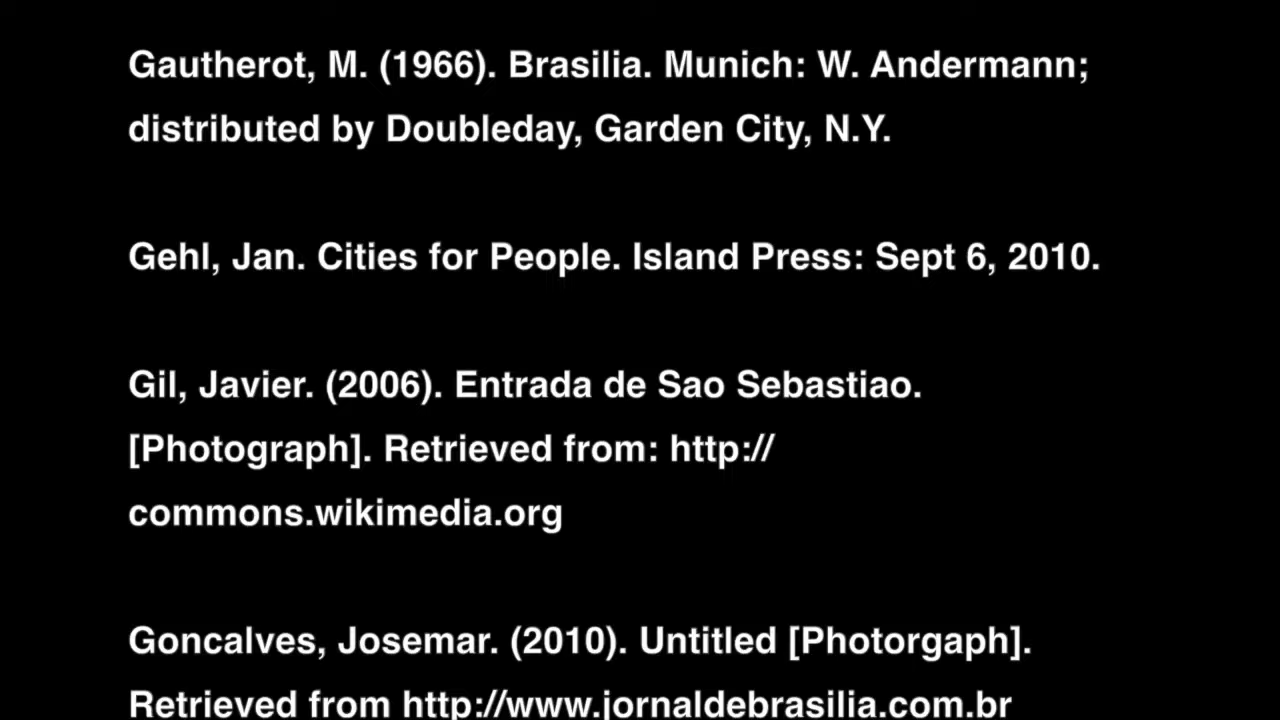 Gautherot, M. (1966). Brasilia. Munich: W. Andermann;
distributed by Doubleday, Garden City, N.Y.
Gehl, Jan. Cities for People. Island Press: Sept 6, 2010.
Gil, Javier. (2006). Entrada de Sao Sebastiao.
[Photograph]. Retrieved from: http://
commons.wikimedia.org
Goncalves, Josemar. (2010). Untitled [Photorgaph].
Retrieved from http://www.jornaldebrasilia.com.br